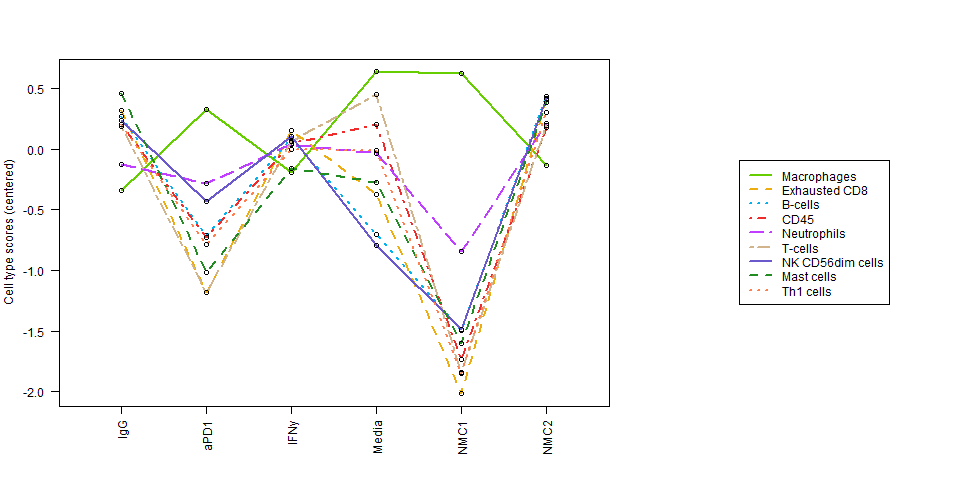 Cell type scores (centered)
0.5
0.0
-0.5
-1.0
-1.5
-2.0
IgG
aPD1
IFNy
Media
NMC1
NMC2
Macrophages
Exhausted CD8
B-cells
CD45
Neutrophils
T-cells
NK CD56dim cells
Mast cells
Th1 cells